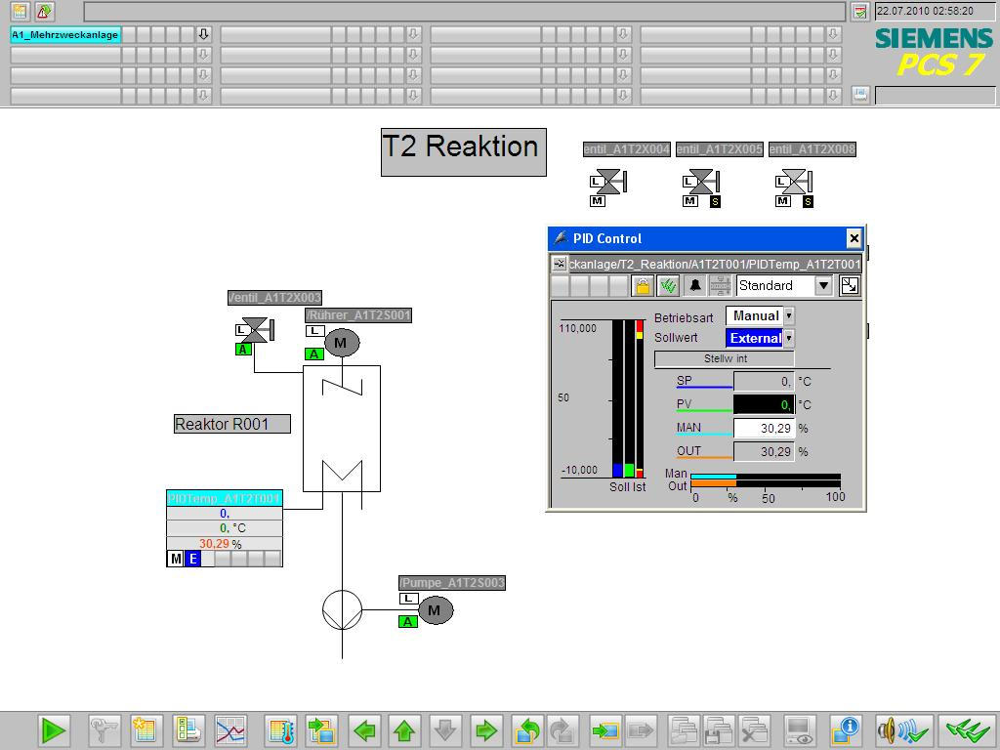 22.07.2010 02:58:20
A1_Mehrzweckanlage
SIEMENS
PCS 7
T2 Reaktion
entil_A1T2X004
entil_A1T2X005
entil_A1T2X008
L
L
L
M
M
S
M
S
PID Control
ckanlage/T2_Reaktion/A1T2T001/PIDTemp_A1T2T001
Standard
110,000
50
-10,000
Soll Ist
Betriebsart
Manual
Sollwert
External
Stellw int
SP
0,
°C
PV
0,
°C
MAN
30,29
%
OUT
30,29
%
Man
Out
0
%
50
100
/Ventil_A1T2X003
L
A
/Rührer_A1T2S001
L
M
A
Reaktor R001
PIDTemp_A1T2T001
0,
0, °C
30,29 %
M E
/Pumpe_A1T2S003
L
M
A